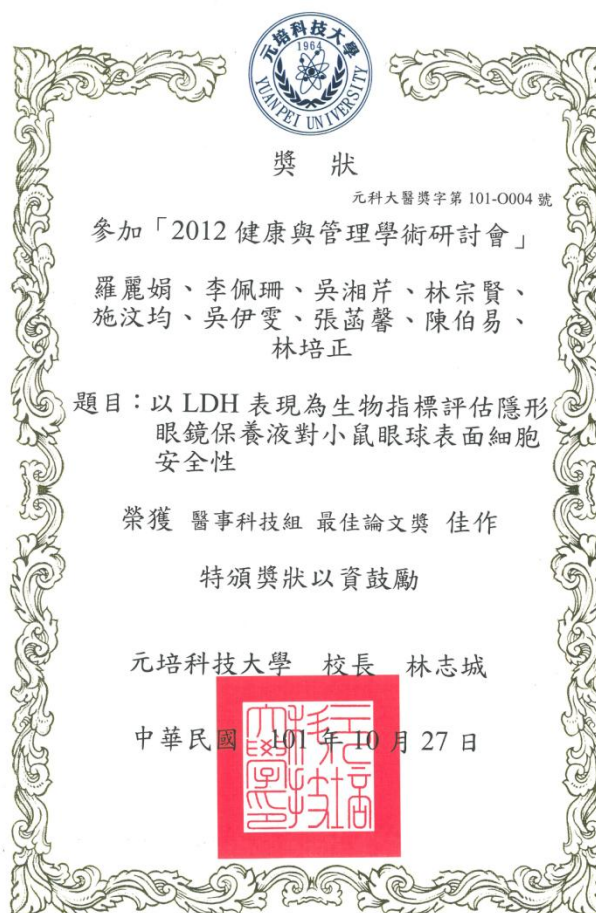 元培科技大學
1964
YUANPEI UNIVERSITY
獎 狀
元科大醫獎字第 101-O004 號
參加「2012 健康與管理學術研討會」
羅麗娟、李佩珊、吳湘芹、林宗賢、
施汶均、吳伊雯、張菡馨、陳伯易、
林培正
題目：以 LDH 表現為生物指標評估隱形
眼鏡保養液對小鼠眼球表面細胞
安全性
榮獲 醫事科技組 最佳論文獎 佳作
特頒獎狀以資鼓勵
元培科技大學 校長 林志城
中華民國 101 年 10 月 27 日
元培
科技
大學印